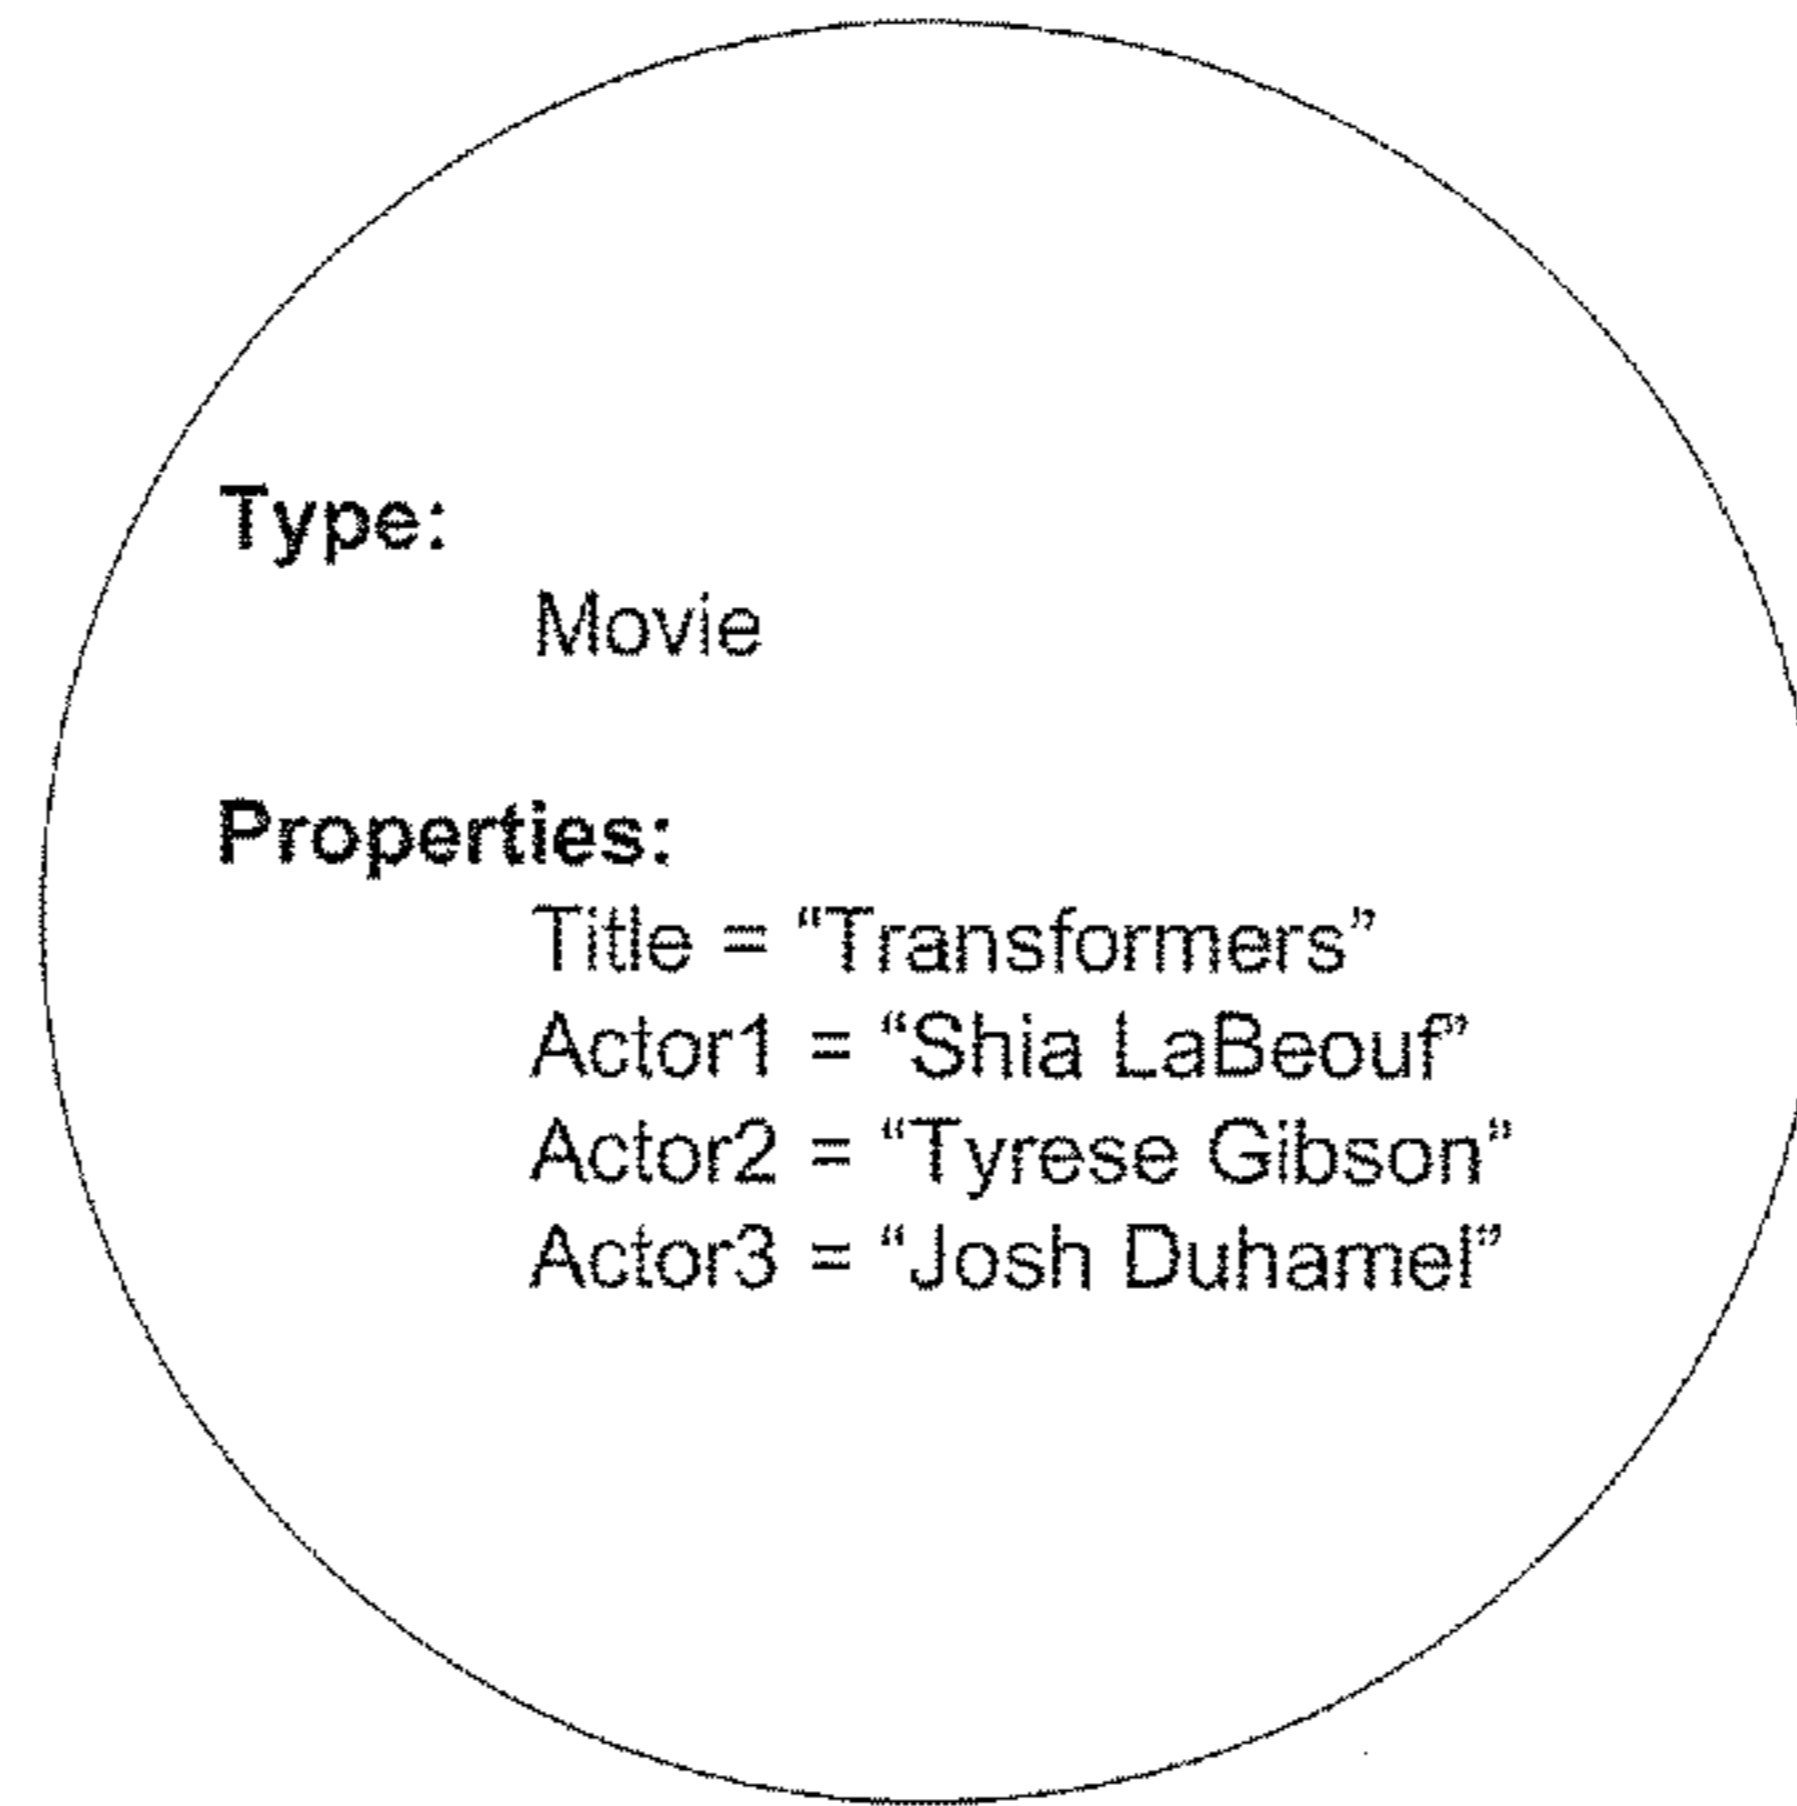 Type:
Movie
Properties:
Title = “Transformers”
Actor1 = “Shia LaBeouf”
Actor2 = “Tyrese Gibson”
Actor3 = “Josh Duhamel”